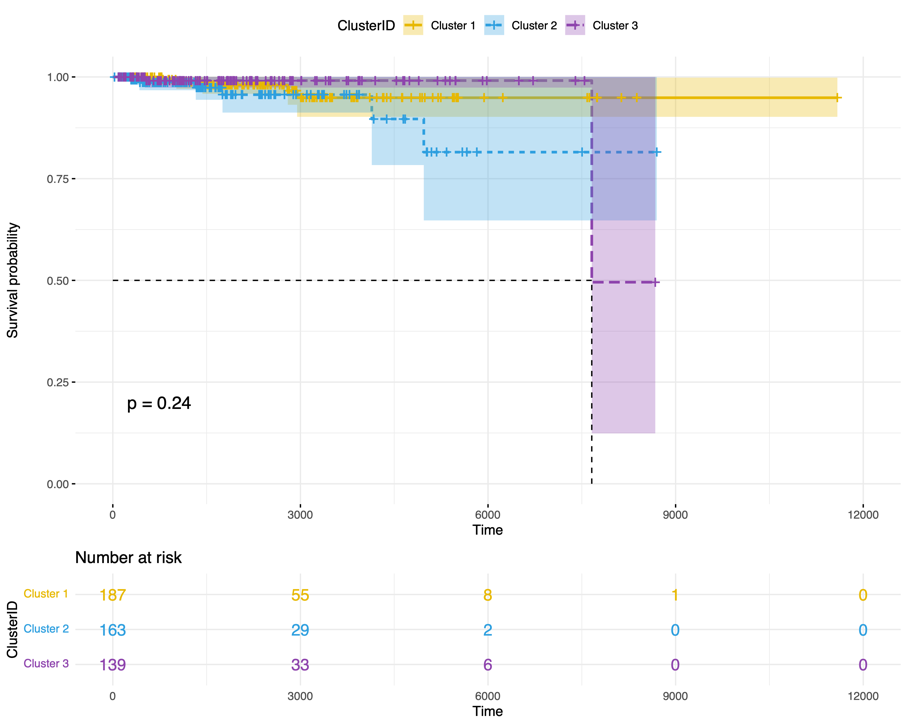 ClusterID Cluster 1 Cluster 2 Cluster 3
Survival probability
1.00
0.75
0.50
0.25
0.00
p = 0.24
0 3000 6000 9000 12000
Time
Number at risk
ClusterID
Cluster 1 187 55 8 1 0
Cluster 2 163 29 2 0 0
Cluster 3 139 33 6 0 0
0 3000 6000 9000 12000
Time